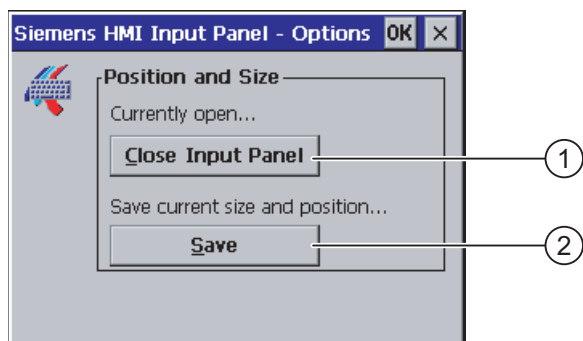 Siemens HMI Input Panel - Options OK ×
Position and Size
Currently open...
Close Input Panel
1
Save current size and position...
Save
2